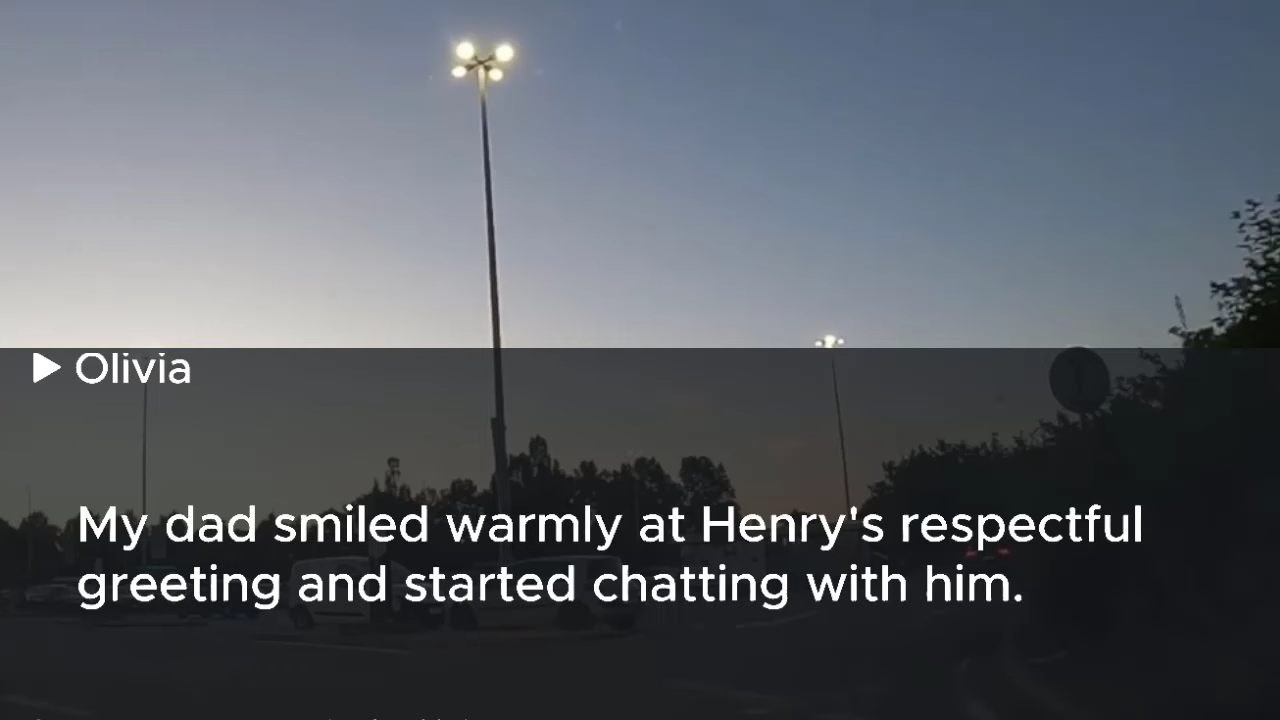 Olivia
My dad smiled warmly at Henry's respectful
greeting and started chatting with him.